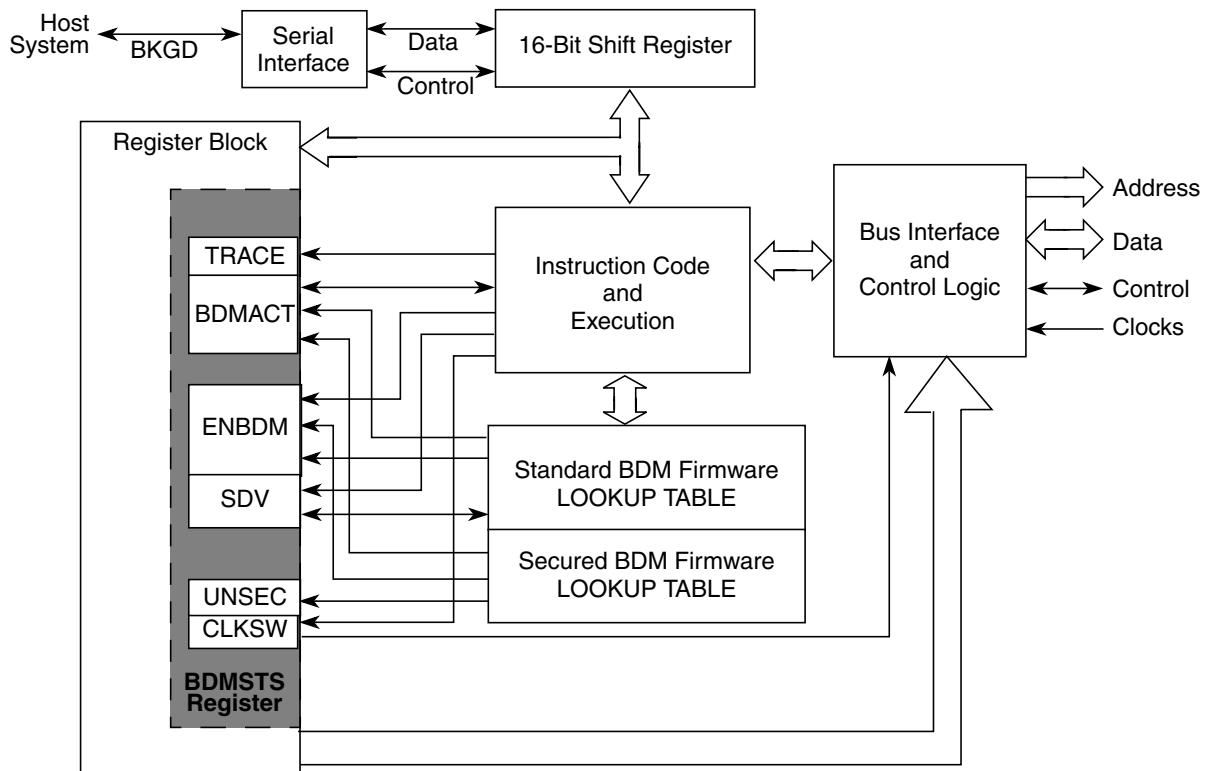 Host
System
BKGD
Serial
Interface
Data
Control
16-Bit Shift Register
Register Block
TRACE
BDMACT
ENBDM
SDV
UNSEC
CLKSW
BDMSTS
Register
Instruction Code
and
Execution
Standard BDM Firmware
LOOKUP TABLE
Secured BDM Firmware
LOOKUP TABLE
Bus Interface
and
Control Logic
Address
Data
Control
Clocks